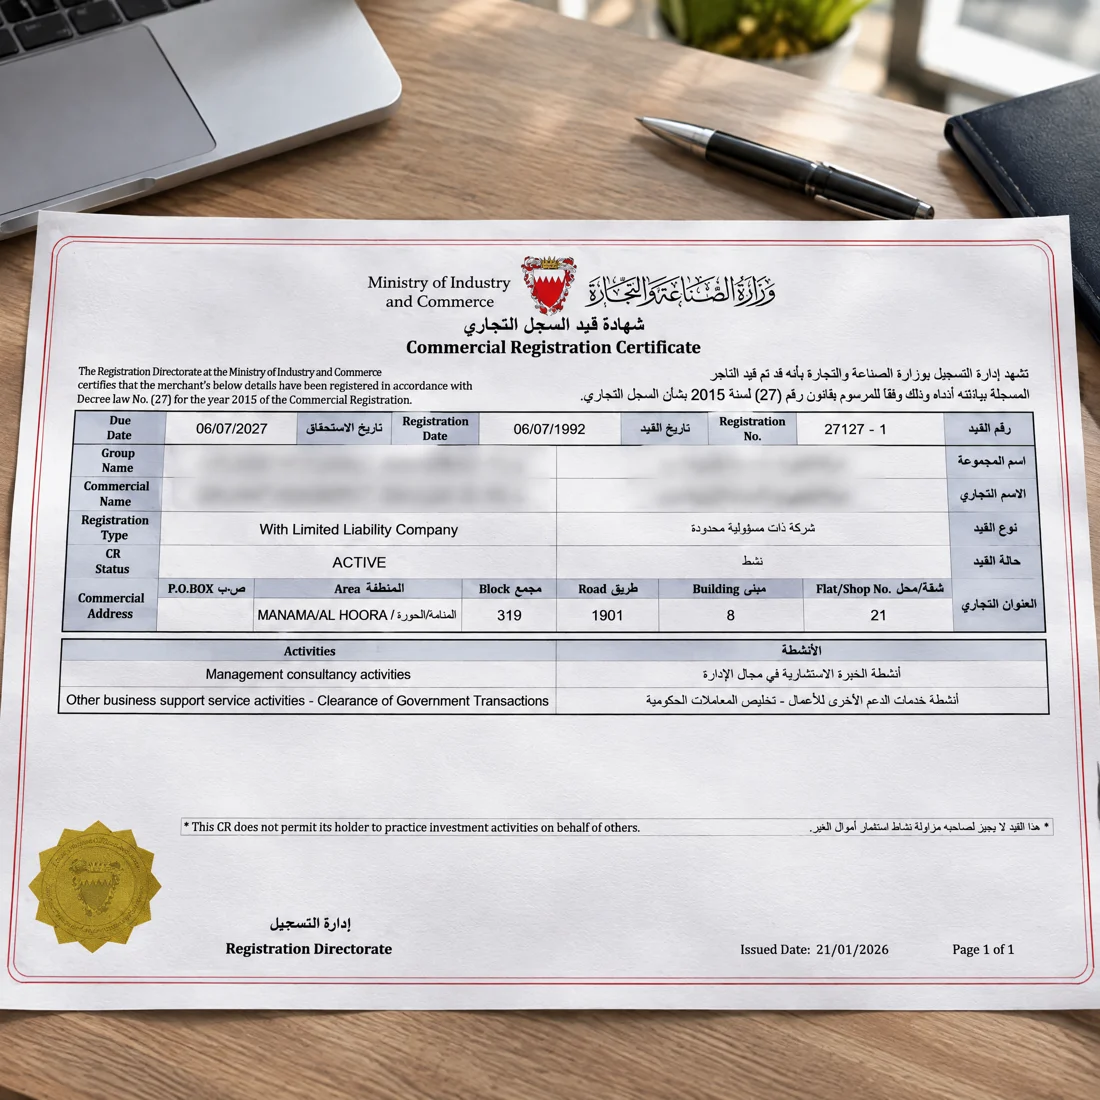 Ministry of Industry
and Commerce
وزارة الصناعة والتجارة
شهادة قيد السجل التجاري
Commercial Registration Certificate
The Registration Directorate at the Ministry of Industry and Commerce
certifies that the merchant's below details have been registered in accordance with
Decree law No. (27) for the year 2015 of the Commercial Registration.
تشهد إدارة التسجيل بوزارة الصناعة والتجارة بأنه قد تم قيد التاجر
المسجلة بياناته أدناه وذلك وفقاً للمرسوم بقانون رقم (27) لسنة 2015 بشأن السجل التجاري.
Due Date 06/07/2027 تاريخ الاستحقاق Registration Date 06/07/1992 تاريخ القيد Registration No. 27127 - 1 رقم القيد
Group Name اسم المجموعة
Commercial Name الاسم التجاري
Registration Type With Limited Liability Company شركة ذات مسؤولية محدودة نوع القيد
CR Status ACTIVE نشط حالة القيد
Commercial Address العنوان التجاري
P.O.BOX ص.ب Area المنطقة Block مجمع Road طريق Building مبنى Flat/Shop No. شقة/محل
MANAMA/AL HOORA / المنامة/الحورة 319 1901 8 21
Activities الأنشطة
Management consultancy activities أنشطة الخبرة الاستشارية في مجال الإدارة
Other business support service activities - Clearance of Government Transactions أنشطة خدمات الدعم الأخرى للأعمال - تخليص المعاملات الحكومية
* This CR does not permit its holder to practice investment activities on behalf of others.
* هذا القيد لا يجيز لصاحبه مزاولة نشاط استثمار أموال الغير.
إدارة التسجيل
Registration Directorate
Issued Date: 21/01/2026 Page 1 of 1